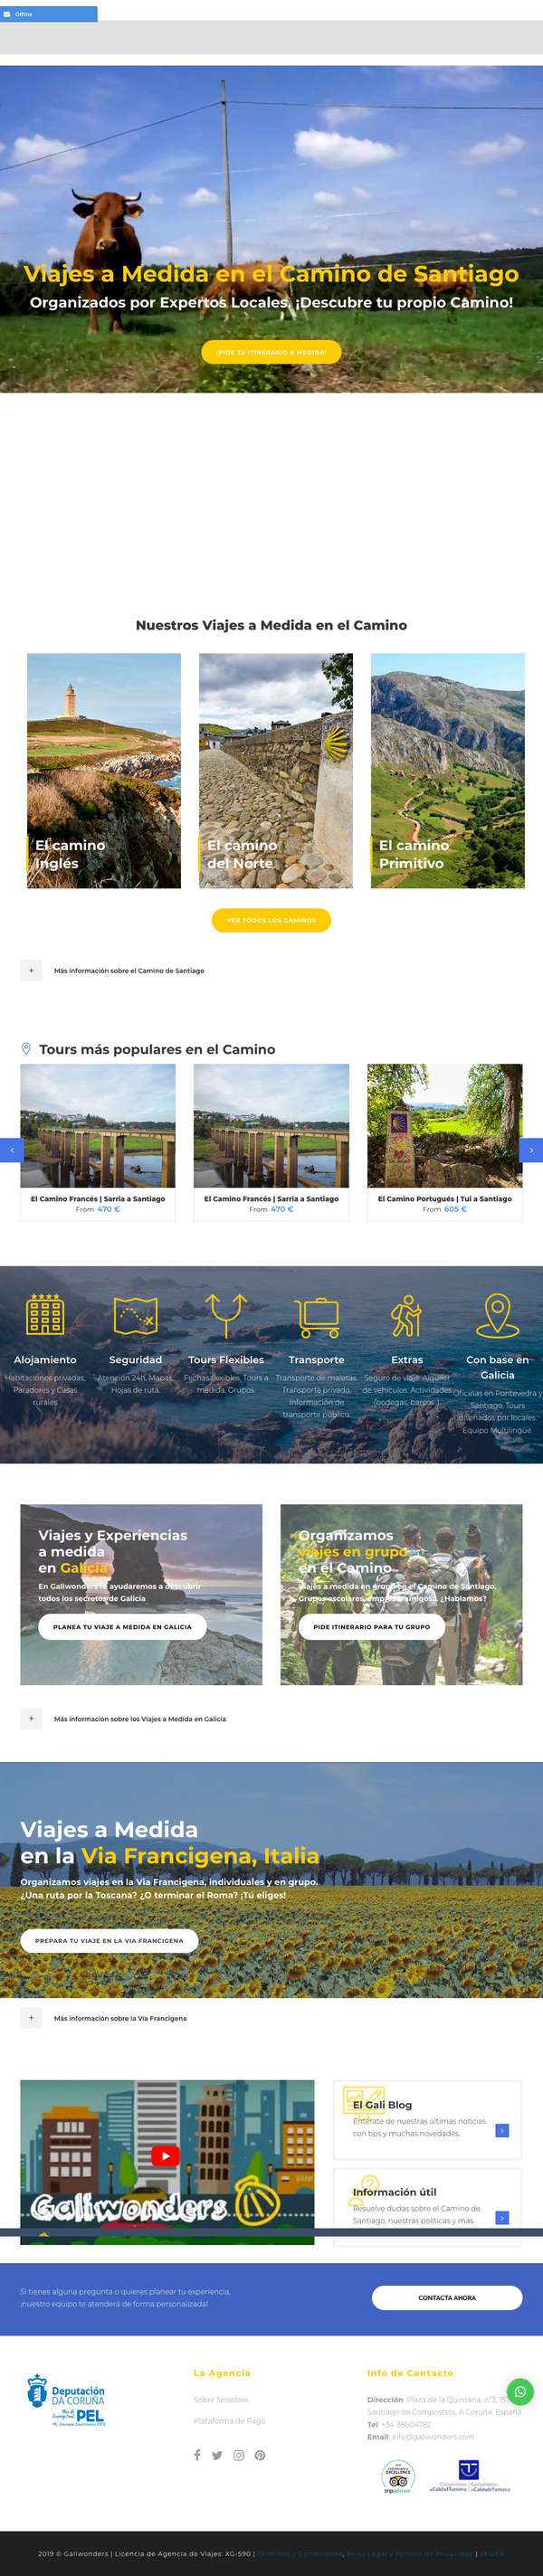 Offline
Viajes a Medida en el Camino de Santiago
Organizados por Expertos Locales. ¡Descubre tu propio Camino!
¡PIDE TU ITINERARIO A MEDIDA!
Nuestros Viajes a Medida en el Camino
El camino
Inglés
El camino
del Norte
El camino
Primitivo
VER TODOS LOS CAMINOS
+ Más información sobre el Camino de Santiago
Tours más populares en el Camino
El Camino Francés | Sarria a Santiago
From 470 €
El Camino Francés | Sarria a Santiago
From 470 €
El Camino Portugués | Tui a Santiago
From 605 €
Alojamiento
Habitaciones privadas,
Paradores y Casas
rurales
Seguridad
Atención 24h, Mapas,
Hojas de ruta.
Tours Flexibles
Fechas flexibles, Tours a
medida, Grupos.
Transporte
Transporte de maletas
Transporte privado,
Información de
transporte público.
Extras
Seguro de viaje, Alquiler
de vehículos, Actividades
(bodegas, barcos..)
Con base en
Galicia
Oficinas en Pontevedra y
Santiago. Tours
diseñados por locales.
Equipo Multilingüe.
Viajes y Experiencias
a medida
en Galicia
En Galiwonders te ayudaremos a descubrir
todos los secretos de Galicia
PLANEA TU VIAJE A MEDIDA EN GALICIA
Organizamos
viajes en grupo
en el Camino
Viajes a medida en grupo en el Camino de Santiago.
Grupos escolares, empresa, amigos... ¿Hablamos?
PIDE ITINERARIO PARA TU GRUPO
+ Más información sobre los Viajes a Medida en Galicia
Viajes a Medida
en la Via Francigena, Italia
Organizamos viajes en la Via Francigena, individuales y en grupo.
¿Una ruta por la Toscana? ¿O terminar el Roma? ¡Tú eliges!
PREPARA TU VIAJE EN LA VIA FRANCIGENA
+ Más información sobre la Vía Francigena
BANK
Galiwonders
El Gali Blog
Entérate de nuestras últimas noticias
con tips y muchas novedades.
Información útil
Resuelve dudas sobre el Camino de
Santiago, nuestras políticas y más.
Si tienes alguna pregunta o quieres planear tu experiencia,
¡nuestro equipo te atenderá de forma personalizada!
CONTACTA AHORA
Deputación
DA CORUÑA
PEL
La Agencia
Sobre Nosotros
Plataforma de Pago
Info de Contacto
Dirección: Plaza de la Quintana, nº3,
Santiago de Compostela, A Coruña, España
Tel: +34 98604782
Email: info@galiwonders.com
tripadvisor
2019 © Galiwonders | Licencia de Agencia de Viajes: XG-590 | Términos y Condiciones, Aviso Legal y Política de Privacidad | FEDER